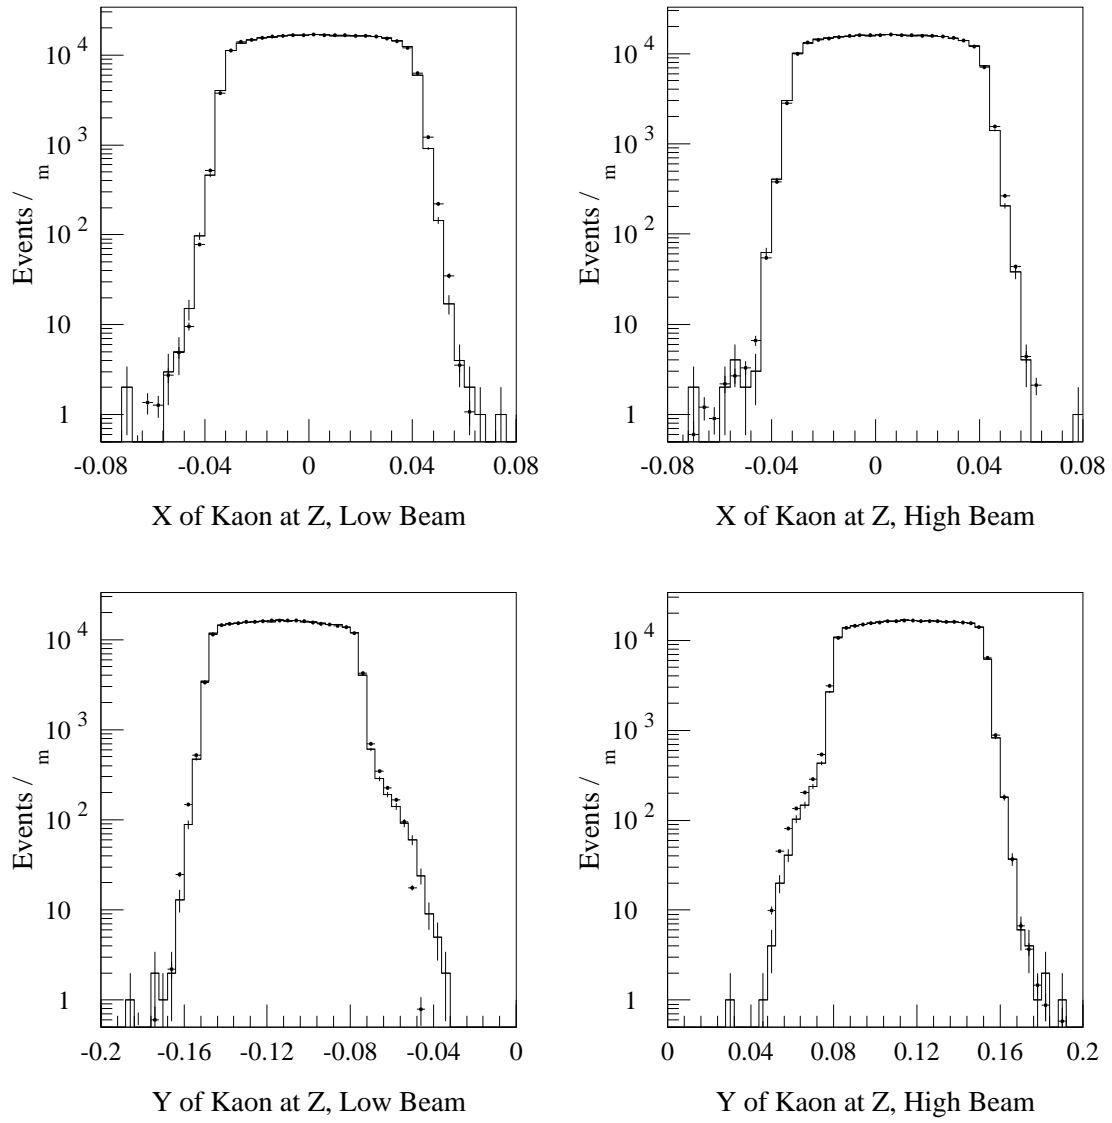 10 4
10 3
10 2
10
1
-0.08 -0.04 0 0.04 0.08
Events / m
X of Kaon at Z, Low Beam
10 4
10 3
10 2
10
1
-0.08 -0.04 0 0.04 0.08
Events / m
X of Kaon at Z, High Beam
10 4
10 3
10 2
10
1
-0.2 -0.16 -0.12 -0.08 -0.04 0
Events / m
Y of Kaon at Z, Low Beam
10 4
10 3
10 2
10
1
0 0.04 0.08 0.12 0.16 0.2
Events / m
Y of Kaon at Z, High Beam